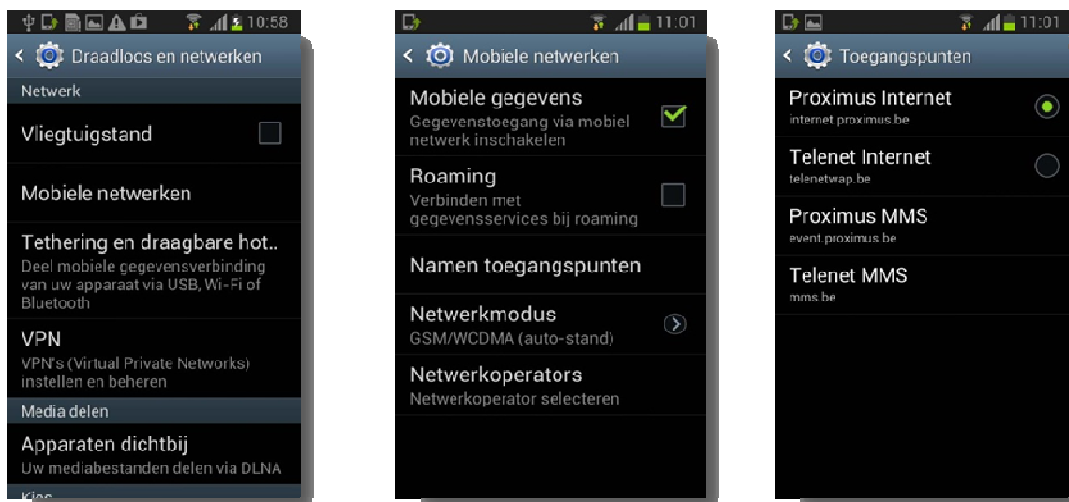 10:58
Draadloos en netwerken
Netwerk
Vliegtuigstand
Mobiele netwerken
Tethering en draagbare hot..
Deel mobiele gegevensverbinding
van uw apparaat via USB, Wi-Fi of
Bluetooth
VPN
VPN's (Virtual Private Networks)
instellen en beheren
Media delen
Apparaten dichtbij
Uw mediabestanden delen via DLNA
Kies
11:01
Mobiele netwerken
Mobiele gegevens
Gegevenstoegang via mobiel
netwerk inschakelen
Roaming
Verbinden met
gegevensservices bij roaming
Namen toegangspunten
Netwerkmodus
GSM/WCDMA (auto-stand)
Netwerkoperators
Netwerkoperator selecteren
11:01
Toegangspunten
Proximus Internet
internet.proximus.be
Telenet Internet
telenetwap.be
Proximus MMS
event.proximus.be
Telenet MMS
mms.be